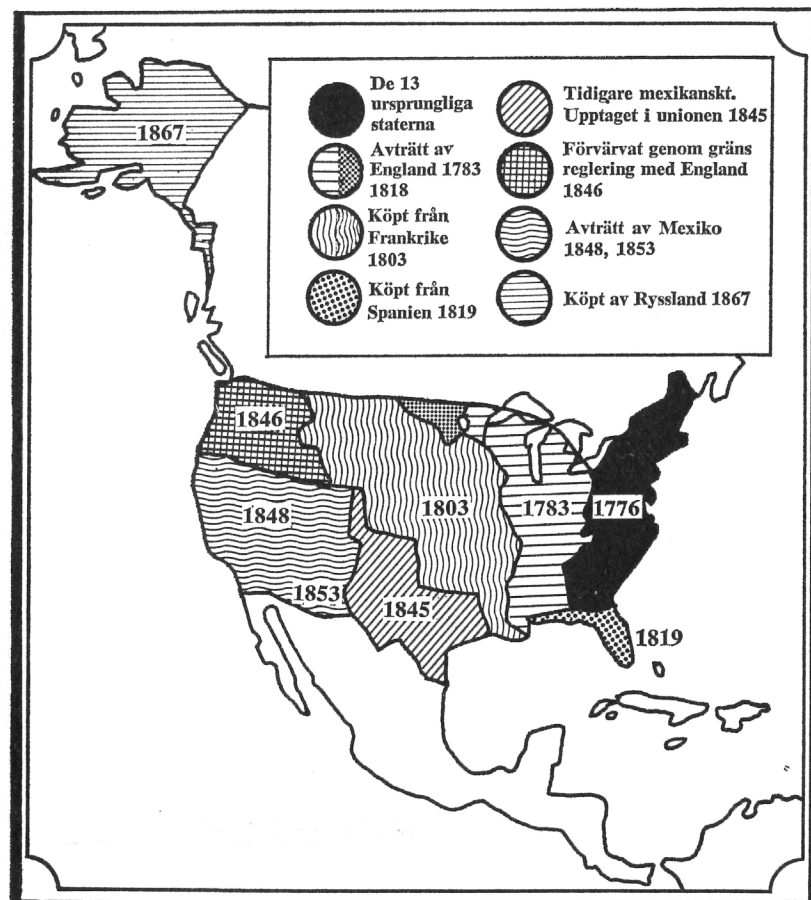 De 13
ursprungliga
staterna
Avträtt av
England 1783
1818
Köpt från
Frankrike
1803
Köpt från
Spanien 1819
Tidigare mexikanskt.
Upptaget i unionen 1845
Förvärvat genom gräns
reglering med England
1846
Avträtt av Mexiko
1848, 1853
Köpt av Ryssland 1867
1867
1846
1848
1803
1783
1776
1853
1845
1819